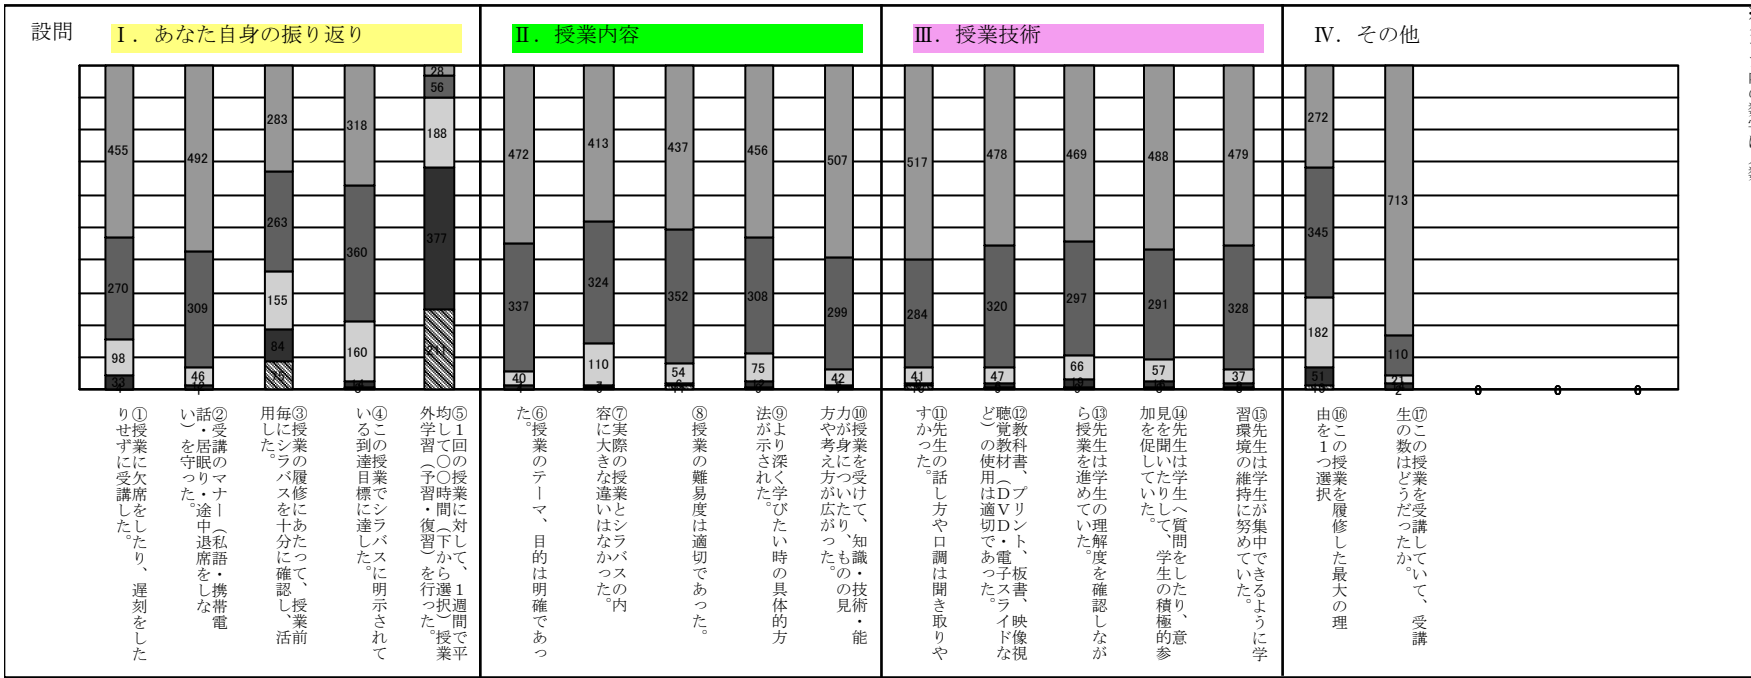 設問
Ⅰ．あなた自身の振り返り
Ⅱ．授業内容
Ⅲ．授業技術
Ⅳ．その他
455
270
98
33
492
309
46
283
263
155
84
75
318
360
160
28
56
188
377
211
472
337
40
413
324
110
437
352
54
456
308
75
507
299
42
517
284
41
478
320
47
469
297
66
488
291
57
479
328
37
272
345
182
51
713
110
21
2
0
0
0
①授業に欠席をしたり、遅刻をした
りせずに受講した。
②受講のマナー（私語・携帯電
話・居眠り・途中退席をしな
い）を守った。
③授業の履修にあたって、授業前
毎にシラバスを十分に確認し、活
用した。
④この授業でシラバスに明示されて
いる到達目標に達した。
⑤１回の授業に対して、１週間で平
均して〇〇時間（下から選択）授業
外学習（予習・復習）を行った。
⑥授業のテーマ、目的は明確であっ
た。
⑦実際の授業とシラバスの内
容に大きな違いはなかった。
⑧授業の難易度は適切であった。
⑨より深く学びたい時の具体的方
法が示された。
⑩授業を受けて、知識・技術・能
力が身についたり、ものの見
方や考え方が広がった。
⑪先生の話し方や口調は聞き取りや
すかった。
⑫教科書、プリント、板書、映像視
聴覚教材（ＤＶＤ・電子スライドな
ど）の使用は適切であった。
⑬先生は学生の理解度を確認しなが
ら授業を進めていた。
⑭先生は学生へ質問をしたり、意
見を聞いたりして、学生の積極的参
加を促していた。
⑮先生は学生が集中できるように学
習環境の維持に努めていた。
⑯この授業を履修した最大の理
由を１つ選択
⑰この授業を受講していて、受講
生の数はどうだったか。